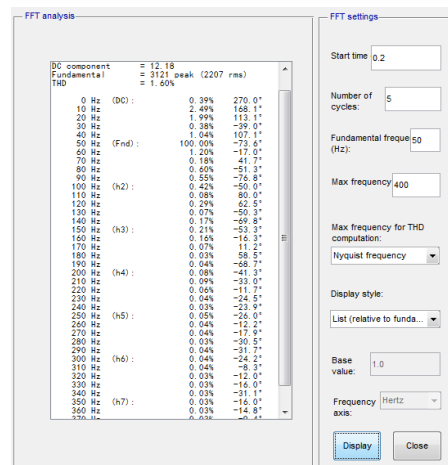 FFT analysis
DC component = 12.18
Fundamental = 3121 peak (2207 rms)
THD = 1.60%
0 Hz (DC): 0.39% 270.0°
10 Hz 2.49% 168.1°
20 Hz 1.99% 113.1°
30 Hz 0.38% -39.0°
40 Hz 1.04% 107.1°
50 Hz (Fnd): 100.00% -73.6°
60 Hz 1.20% -17.0°
70 Hz 0.18% 41.7°
80 Hz 0.60% -51.3°
90 Hz 0.55% -76.8°
100 Hz (h2): 0.42% -50.0°
110 Hz 0.08% 80.0°
120 Hz 0.29% 62.5°
130 Hz 0.07% -50.3°
140 Hz 0.17% -69.8°
150 Hz (h3): 0.21% -53.3°
160 Hz 0.16% -16.3°
170 Hz 0.07% 11.2°
180 Hz 0.03% 58.5°
190 Hz 0.04% -68.7°
200 Hz (h4): 0.08% -41.3°
210 Hz 0.09% -33.0°
220 Hz 0.06% -11.7°
230 Hz 0.04% -24.5°
240 Hz 0.03% -23.9°
250 Hz (h5): 0.05% -26.0°
260 Hz 0.04% -12.2°
270 Hz 0.04% -17.9°
280 Hz 0.03% -30.5°
290 Hz 0.04% -31.7°
300 Hz (h6): 0.04% -24.2°
310 Hz 0.04% -8.3°
320 Hz 0.03% -12.0°
330 Hz 0.03% -16.0°
340 Hz 0.03% -31.1°
350 Hz (h7): 0.03% -16.0°
360 Hz 0.03% -14.8°
FFT settings
Start time 0.2
Number of
cycles: 5
Fundamental freque 50
(Hz):
Max frequency 400
Max frequency for THD
computation:
Nyquist frequency
Display style:
List (relative to funda...
Base
value: 1.0
Frequency
axis: Hertz
Display Close